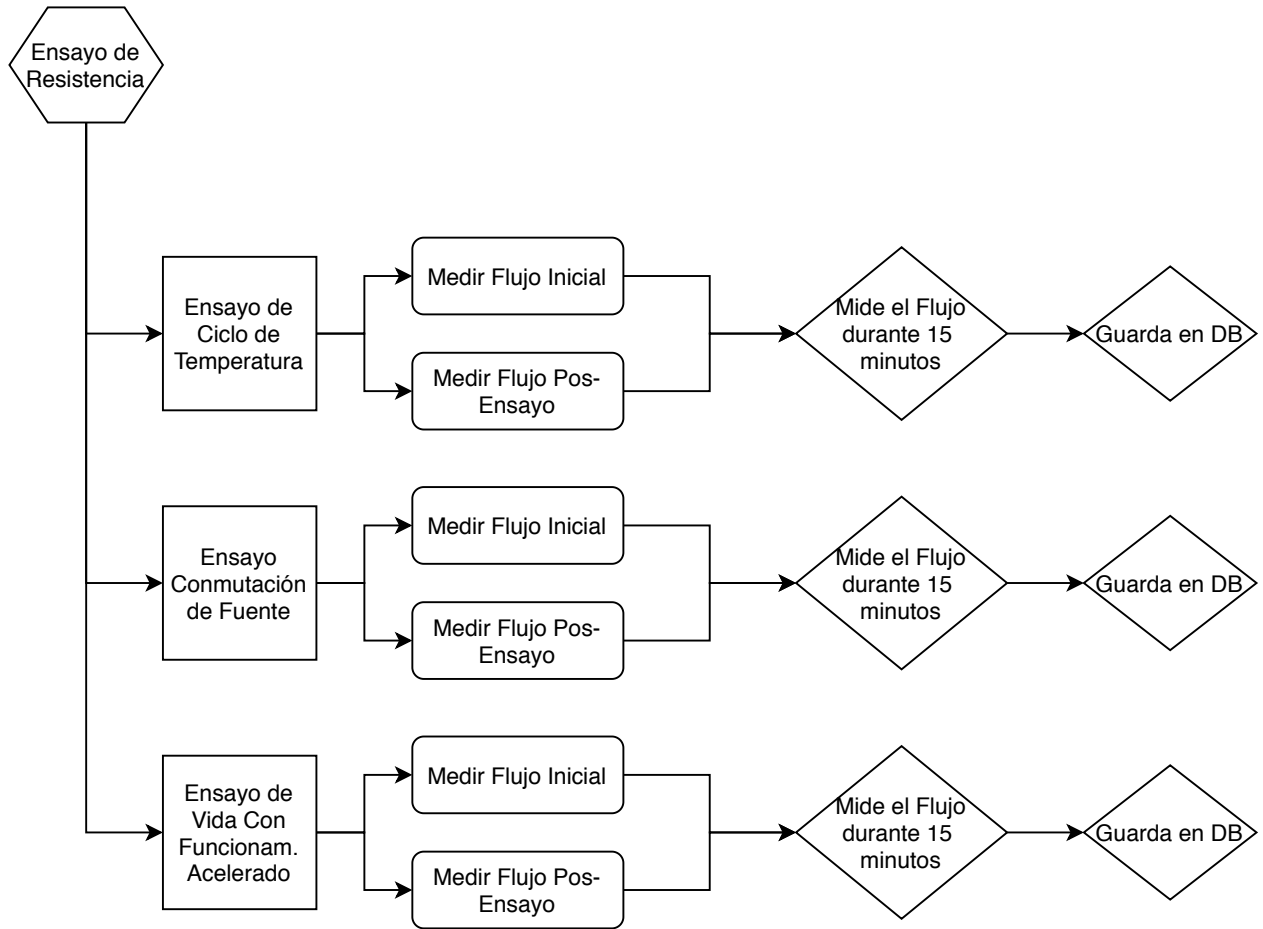 Ensayo de
Resistencia
Ensayo de
Ciclo de
Temperatura
Medir Flujo Inicial
Medir Flujo Pos-
Ensayo
Mide el Flujo
durante 15
minutos
Guarda en DB
Ensayo
Conmutación
de Fuente
Medir Flujo Inicial
Medir Flujo Pos-
Ensayo
Mide el Flujo
durante 15
minutos
Guarda en DB
Ensayo de
Vida Con
Funcionam.
Acelerado
Medir Flujo Inicial
Medir Flujo Pos-
Ensayo
Mide el Flujo
durante 15
minutos
Guarda en DB